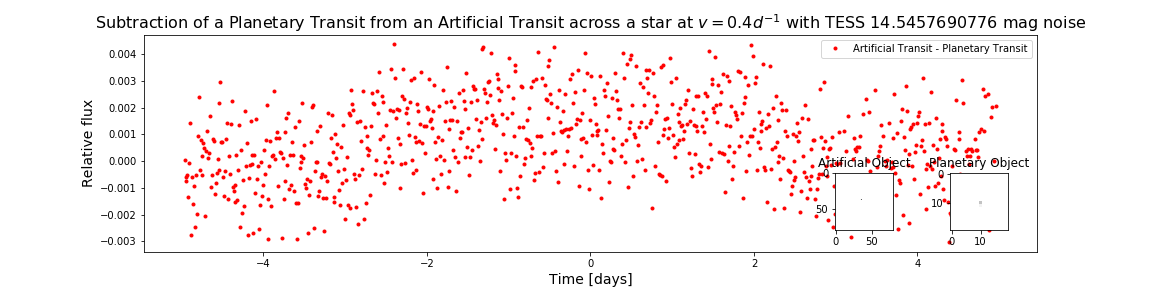 Subtraction of a Planetary Transit from an Artificial Transit across a star at v = 0.4d⁻¹ with TESS 14.5457690776 mag noise
Artificial Transit - Planetary Transit
Relative flux
0.004
0.003
0.002
0.001
0.000
−0.001
−0.002
−0.003
Artificial Object
0
50
0 50
Planetary Object
0
10
0 10
−4 −2 0 2 4
Time [days]